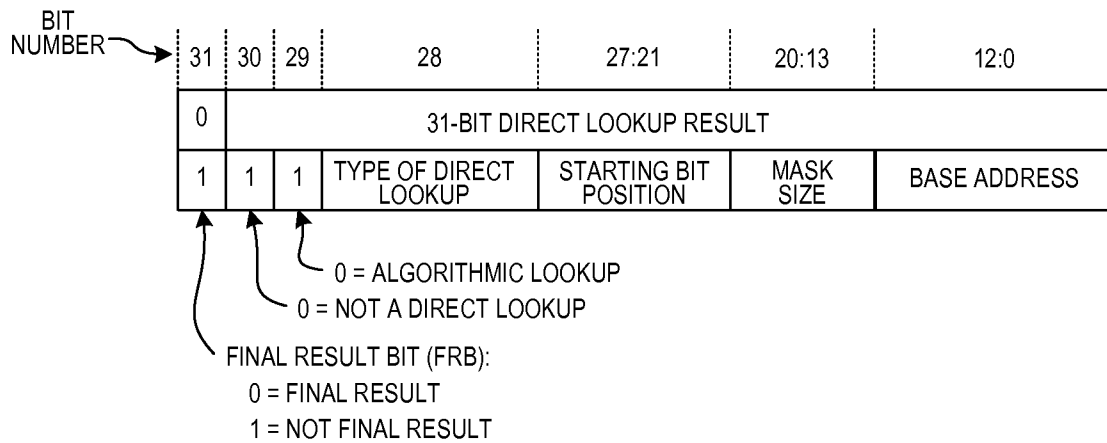 BIT
NUMBER
31 30 29 28 27:21 20:13 12:0
0 31-BIT DIRECT LOOKUP RESULT
1 1 1 TYPE OF DIRECT LOOKUP STARTING BIT POSITION MASK SIZE BASE ADDRESS
0 = ALGORITHMIC LOOKUP
0 = NOT A DIRECT LOOKUP
FINAL RESULT BIT (FRB):
0 = FINAL RESULT
1 = NOT FINAL RESULT